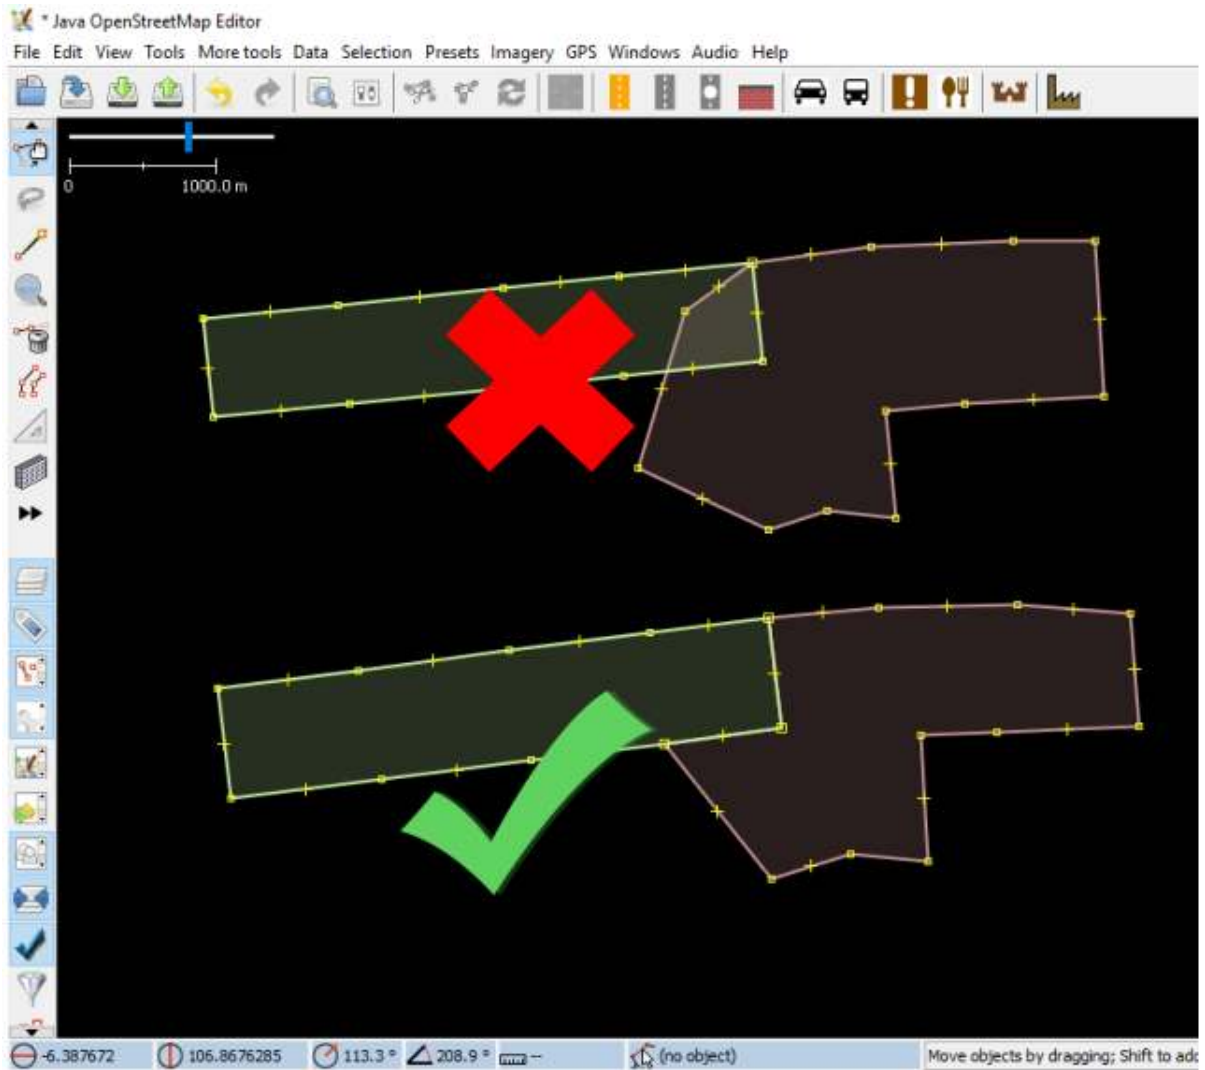 * Java OpenStreetMap Editor
File Edit View Tools More tools Data Selection Presets Imagery GPS Windows Audio Help
0 1000.0 m
-6.387672 106.8676285 113.3 ° 208.9 ° -- (no object) Move objects by dragging; Shift to add